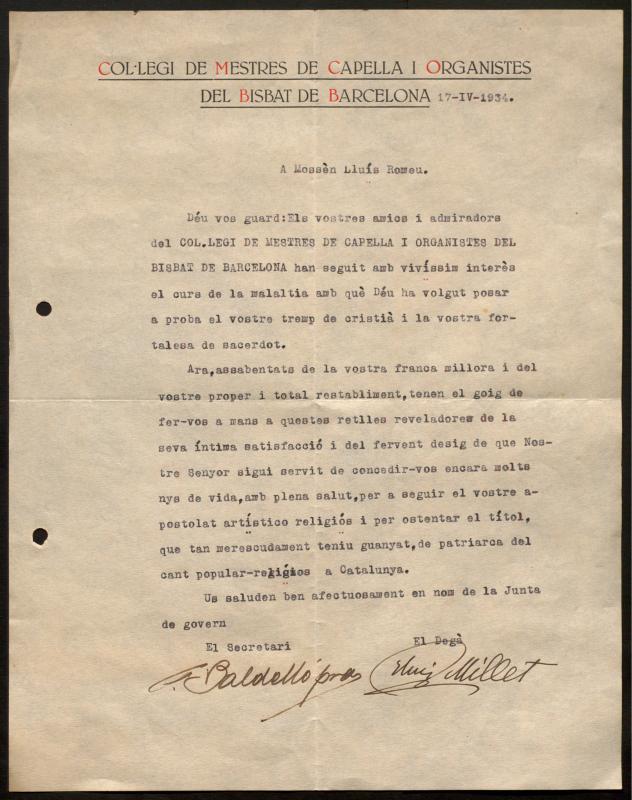 COL·LEGI DE MESTRES DE CAPELLA I ORGANISTES
DEL BISBAT DE BARCELONA 17-IV-1934.
A Mossèn Lluís Romeu.
Déu vos guard:Els vostres amics i admiradors
del COL.LEGI DE MESTRES DE CAPELLA I ORGANISTES DEL
BISBAT DE BARCELONA han seguit amb vivíssim interès
el curs de la malaltia amb què Déu ha volgut posar
a proba el vostre tremp de cristià i la vostra for-
talesa de sacerdot.
Ara,assabentats de la vostra franca millora i del
vostre proper i total restabliment,tenen el goig de
fer-vos a mans a questes retlles reveladores de la
seva íntima satisfacció i del fervent desig de que Nos-
tre Senyor sigui servit de concedir-vos encara molts
nys de vida,amb plena salut,per a seguir el vostre a-
postolat artístico religiós i per ostentar el títol,
que tan merescudament teniu guanyat,de patriarca del
cant popular-religios a Catalunya.
Us saluden ben afectuosament en nom de la Junta
de govern
El Secretari El Degà
F. Baldelló pvre Lluis Millet